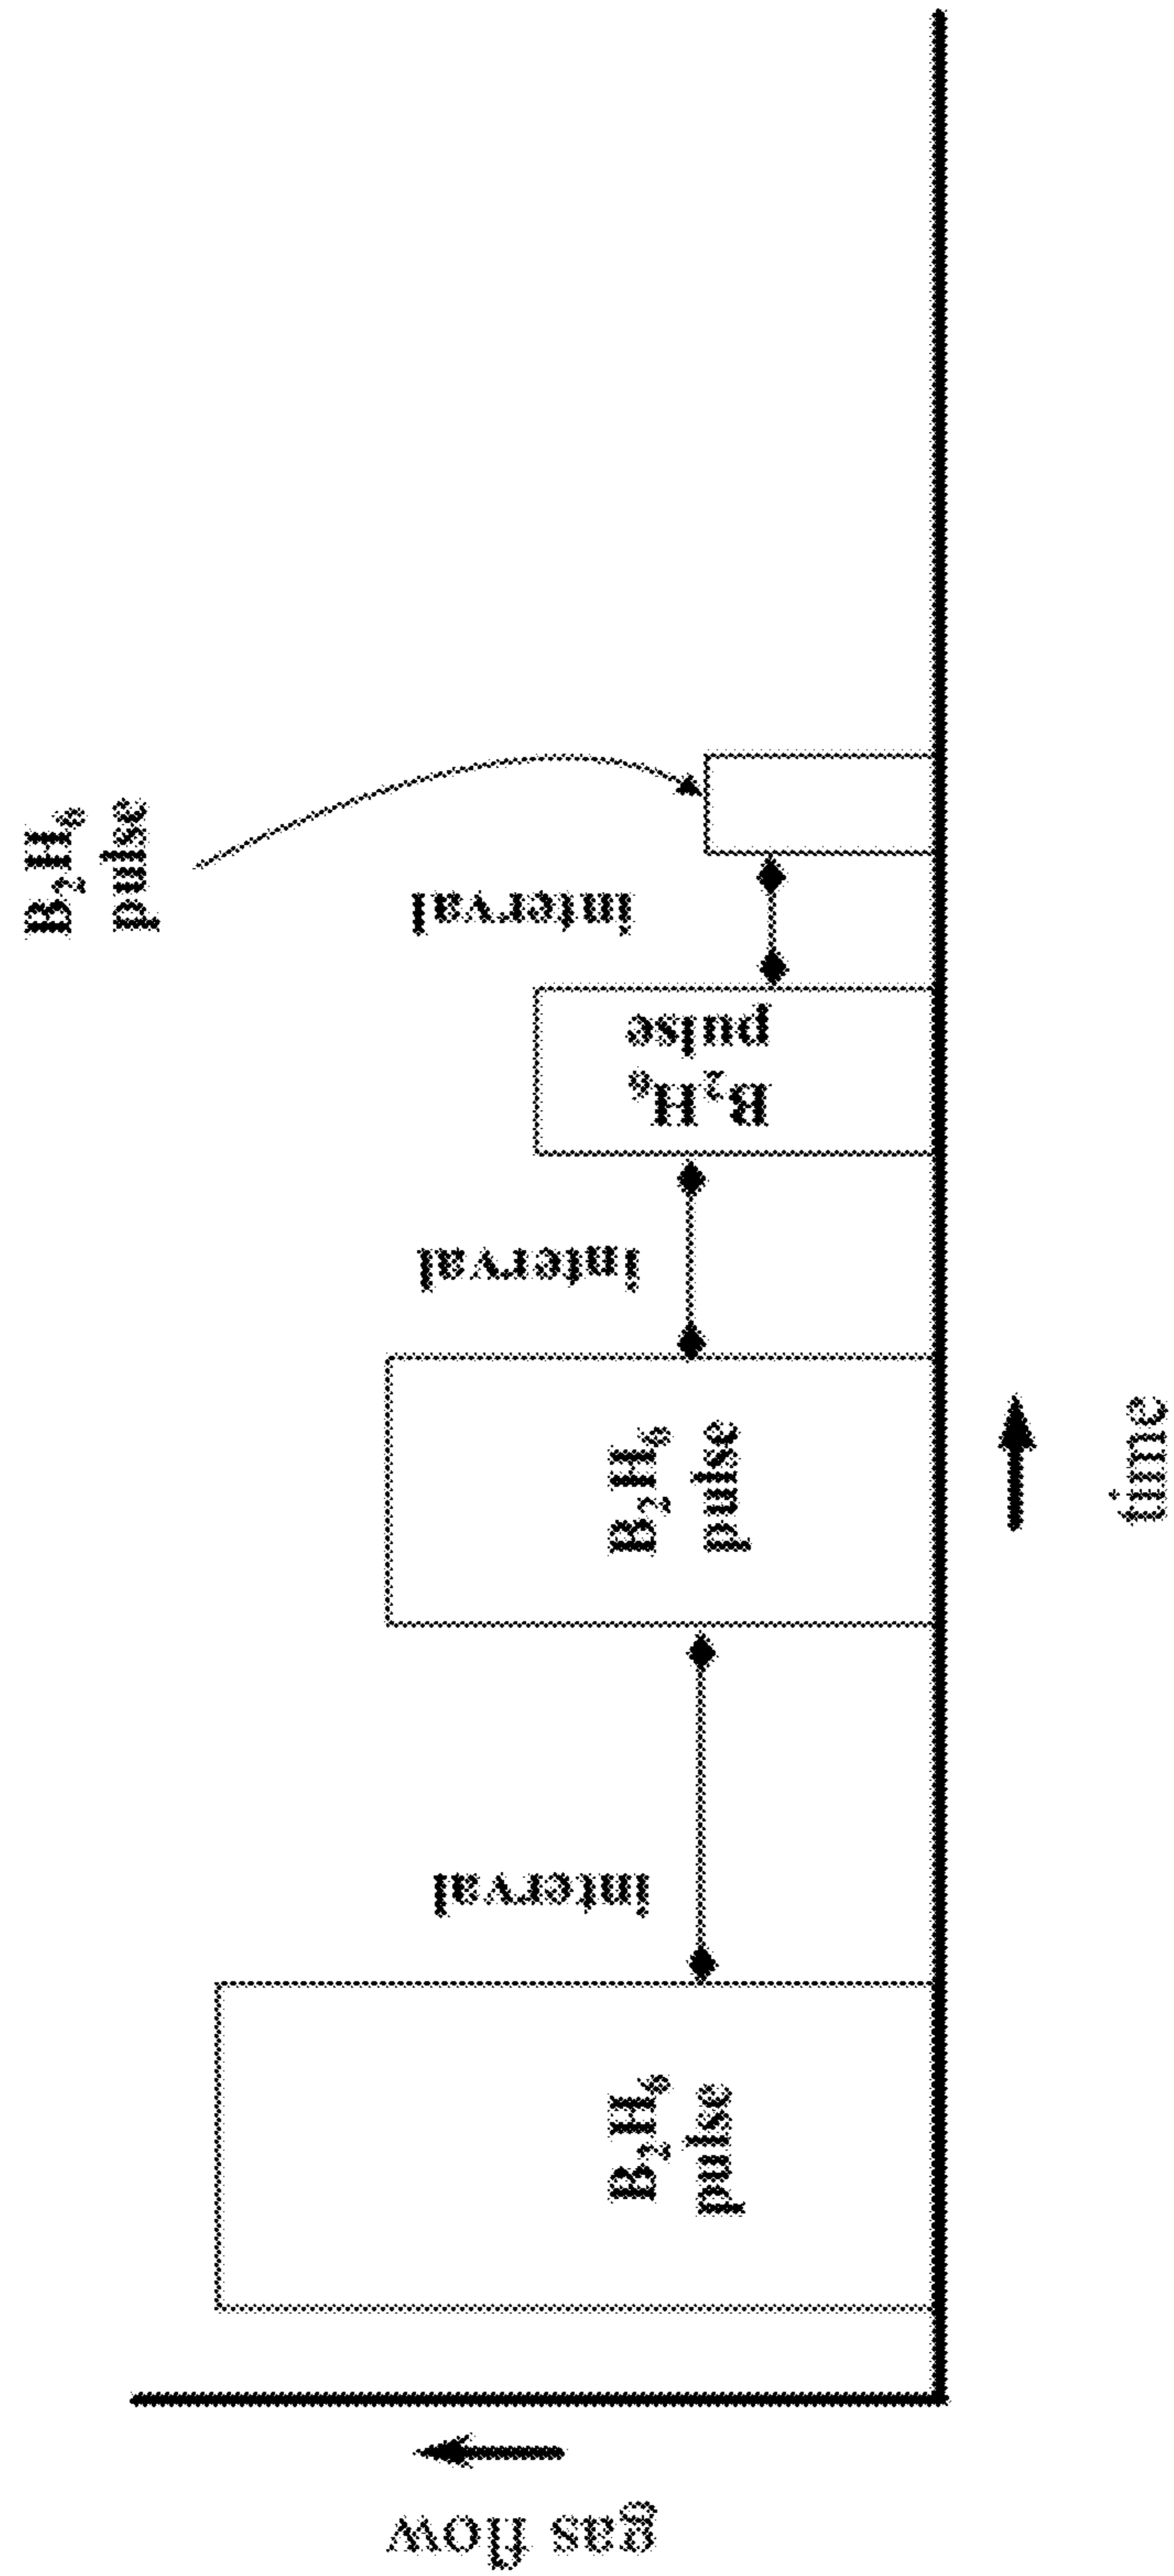 B₂H₆
pulse
interval
B₂H₆
pulse
interval
B₂H₆
pulse
interval
B₂H₆
pulse
time
gas flow